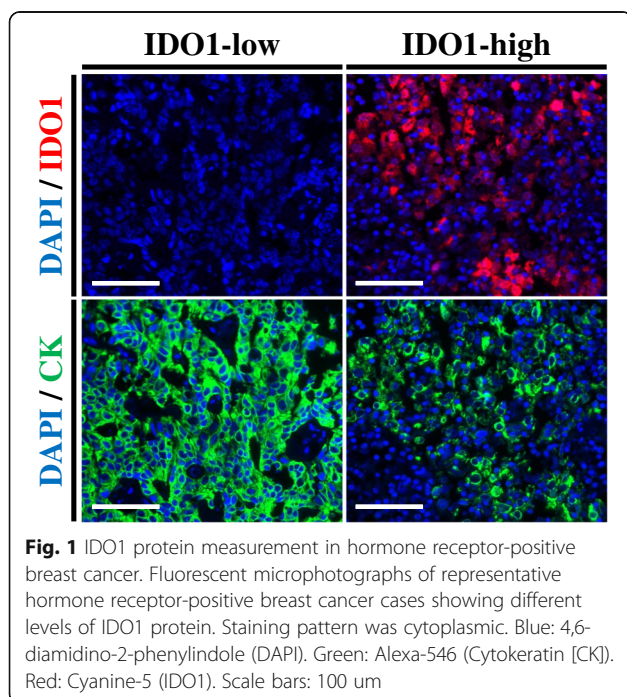 IDO1-low IDO1-high
DAPI / IDO1
DAPI / CK
Fig. 1 IDO1 protein measurement in hormone receptor-positive
breast cancer. Fluorescent microphotographs of representative
hormone receptor-positive breast cancer cases showing different
levels of IDO1 protein. Staining pattern was cytoplasmic. Blue: 4,6-
diamidino-2-phenylindole (DAPI). Green: Alexa-546 (Cytokeratin [CK]).
Red: Cyanine-5 (IDO1). Scale bars: 100 um